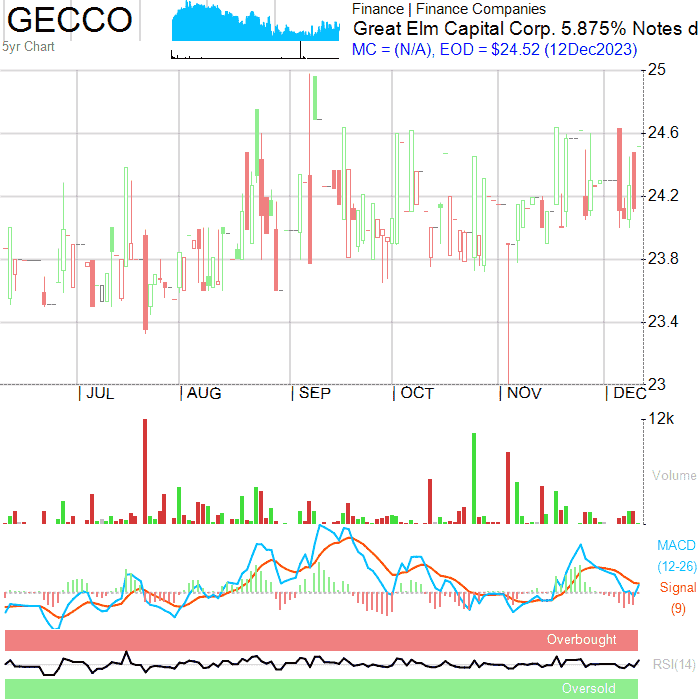 GECCO
5yr Chart
Finance | Finance Companies
Great Elm Capital Corp. 5.875% Notes d
MC = (N/A), EOD = $24.52 (12Dec2023)
25
24.6
24.2
23.8
23.4
23
| JUL | AUG | SEP | OCT | NOV | DEC
12k
Volume
MACD
(12-26)
Signal
(9)
Overbought
RSI(14)
Oversold